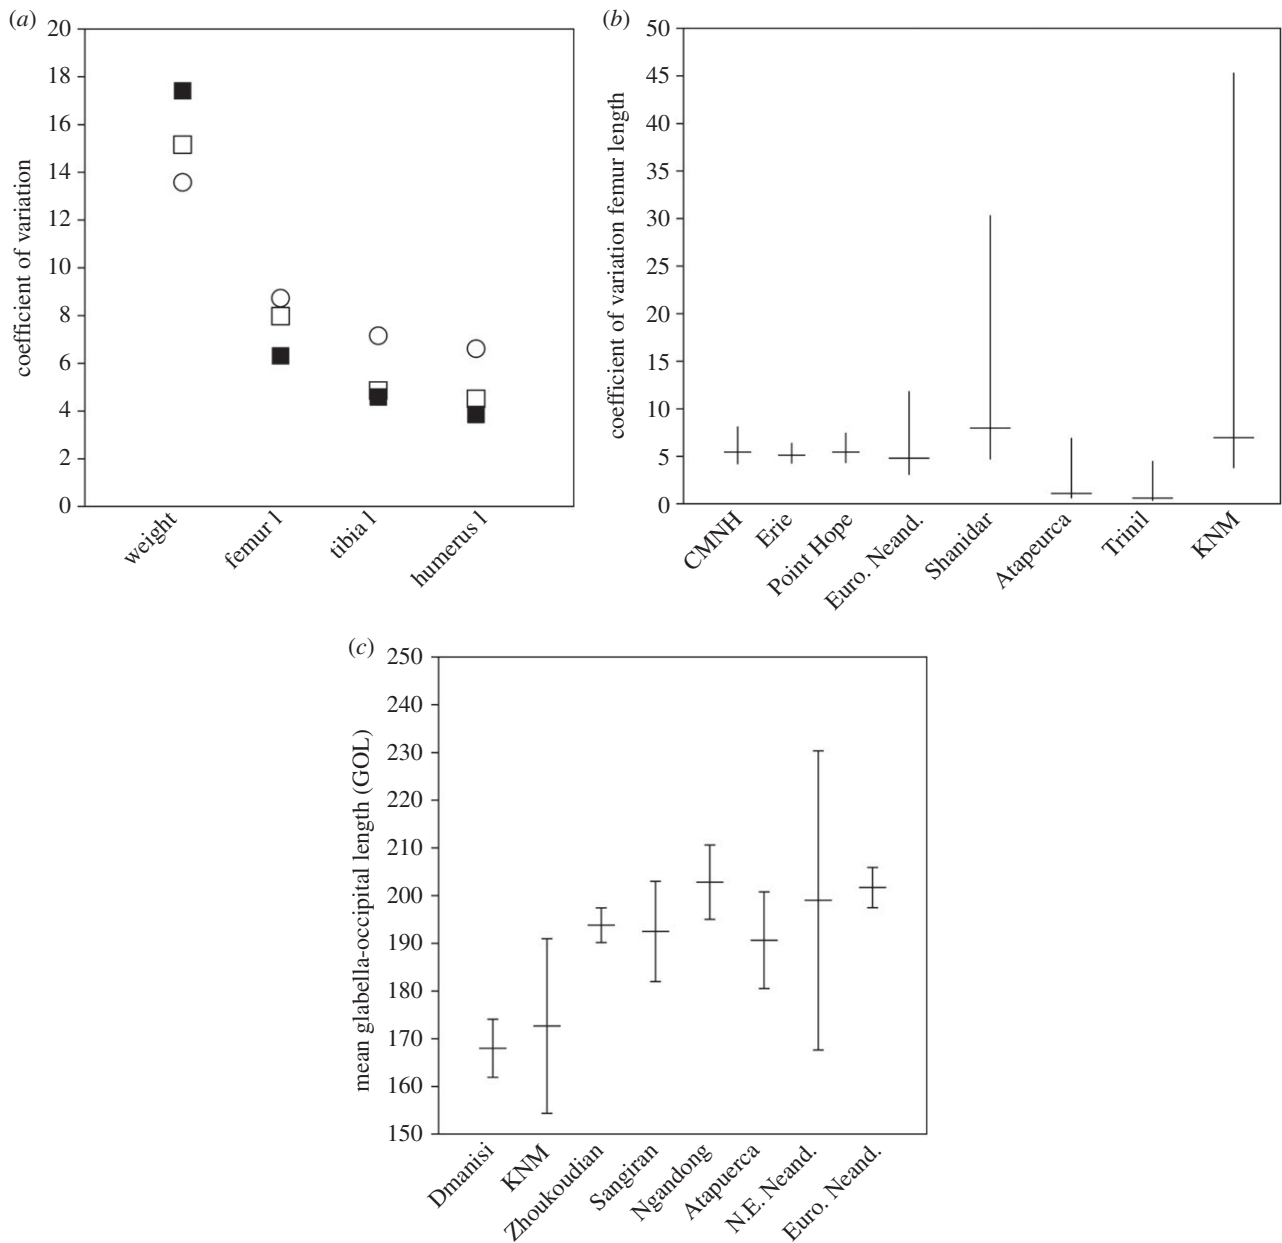 (a)
20
18
16
14
12
10
8
6
4
2
0
coefficient of variation
weight
femur l
tibia l
humerus l
(b)
50
45
40
35
30
25
20
15
10
5
0
coefficient of variation femur length
CMNH
Erie
Point Hope
Euro. Neand.
Shanidar
Atapeurca
Trinil
KNM
(c)
250
240
230
220
210
200
190
180
170
160
150
mean glabella-occipital length (GOL)
Dmanisi
KNM
Zhoukoudian
Sangiran
Ngandong
Atapuerca
N.E. Neand.
Euro. Neand.